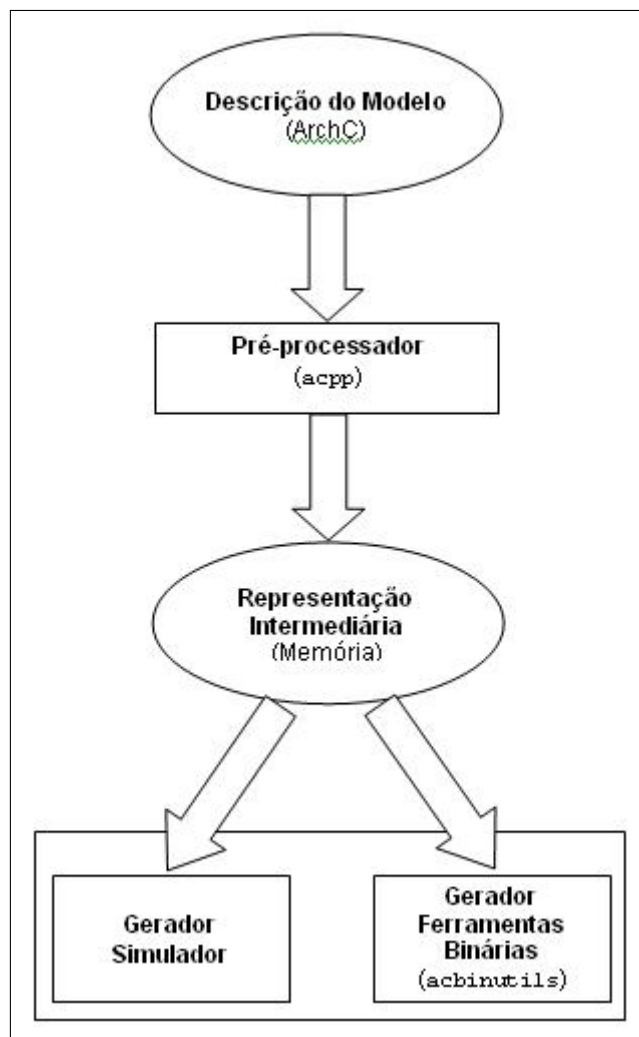 Descrição do Modelo
(ArchC)
Pré-processador
(acpp)
Representação
Intermediária
(Memória)
Gerador
Simulador
Gerador
Ferramentas
Binárias
(acbinutils)